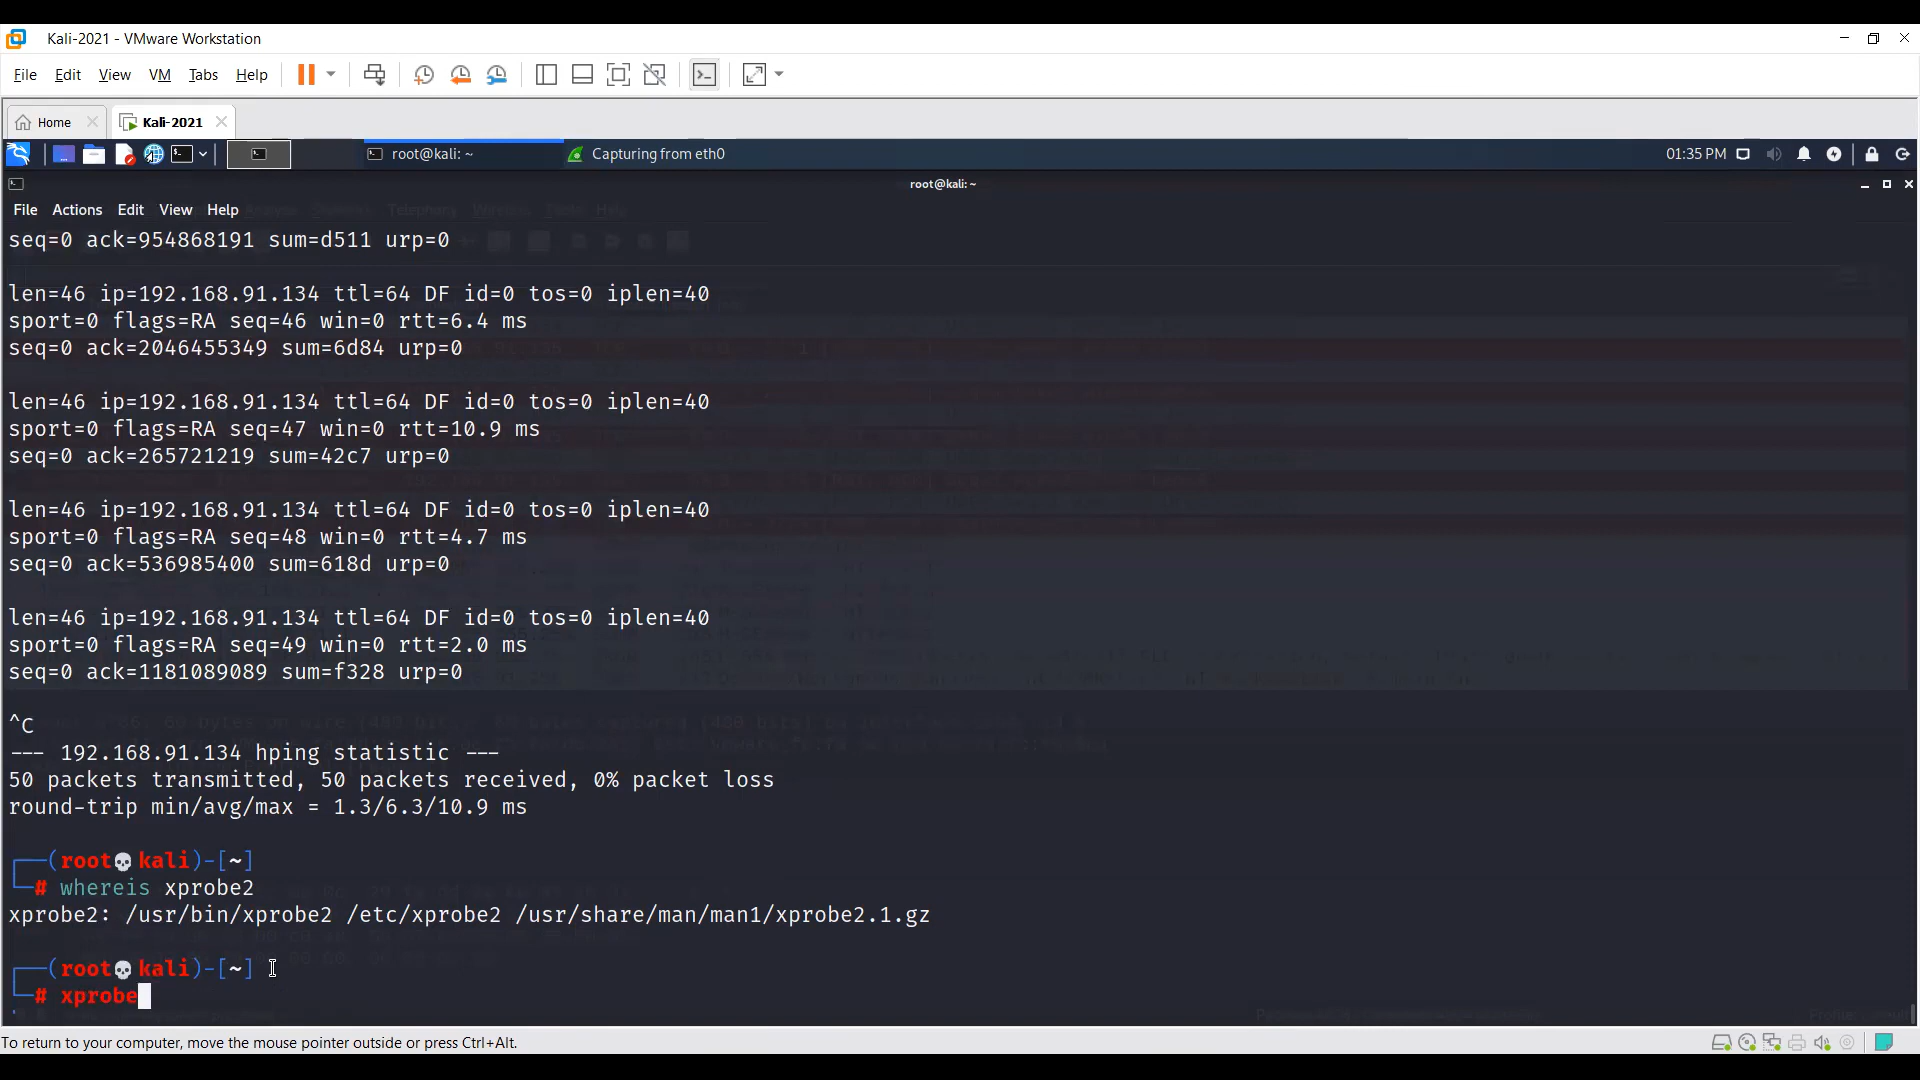 Kali-2021 - VMware Workstation
File Edit View VM Tabs Help
Home Kali-2021
root@kali: ~ Capturing from eth0 01:35 PM
root@kali: ~
File Actions Edit View Help
seq=0 ack=954868191 sum=d511 urp=0
len=46 ip=192.168.91.134 ttl=64 DF id=0 tos=0 iplen=40
sport=0 flags=RA seq=46 win=0 rtt=6.4 ms
seq=0 ack=2046455349 sum=6d84 urp=0
len=46 ip=192.168.91.134 ttl=64 DF id=0 tos=0 iplen=40
sport=0 flags=RA seq=47 win=0 rtt=10.9 ms
seq=0 ack=265721219 sum=42c7 urp=0
len=46 ip=192.168.91.134 ttl=64 DF id=0 tos=0 iplen=40
sport=0 flags=RA seq=48 win=0 rtt=4.7 ms
seq=0 ack=536985400 sum=618d urp=0
len=46 ip=192.168.91.134 ttl=64 DF id=0 tos=0 iplen=40
sport=0 flags=RA seq=49 win=0 rtt=2.0 ms
seq=0 ack=1181089089 sum=f328 urp=0
^C
--- 192.168.91.134 hping statistic ---
50 packets transmitted, 50 packets received, 0% packet loss
round-trip min/avg/max = 1.3/6.3/10.9 ms
┌──(root💀kali)-[~]
└─# whereis xprobe2
xprobe2: /usr/bin/xprobe2 /etc/xprobe2 /usr/share/man/man1/xprobe2.1.gz
┌──(root💀kali)-[~]
└─# xprobe
To return to your computer, move the mouse pointer outside or press Ctrl+Alt.